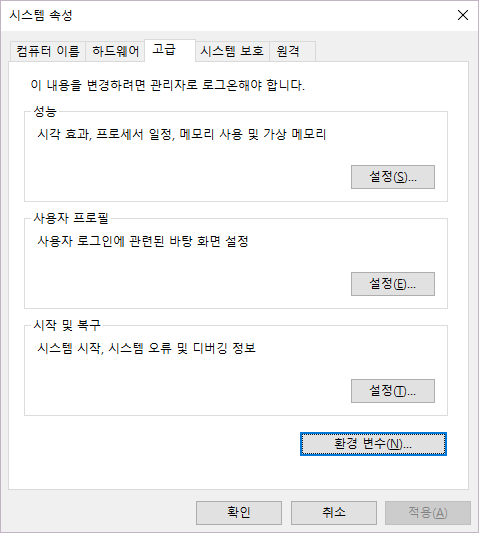 시스템 속성
컴퓨터 이름 하드웨어 고급 시스템 보호 원격
이 내용을 변경하려면 관리자로 로그온해야 합니다.
성능
시각 효과, 프로세서 일정, 메모리 사용 및 가상 메모리
설정(S)...
사용자 프로필
사용자 로그인에 관련된 바탕 화면 설정
설정(E)...
시작 및 복구
시스템 시작, 시스템 오류 및 디버깅 정보
설정(T)...
환경 변수(N)...
확인 취소 적용(A)